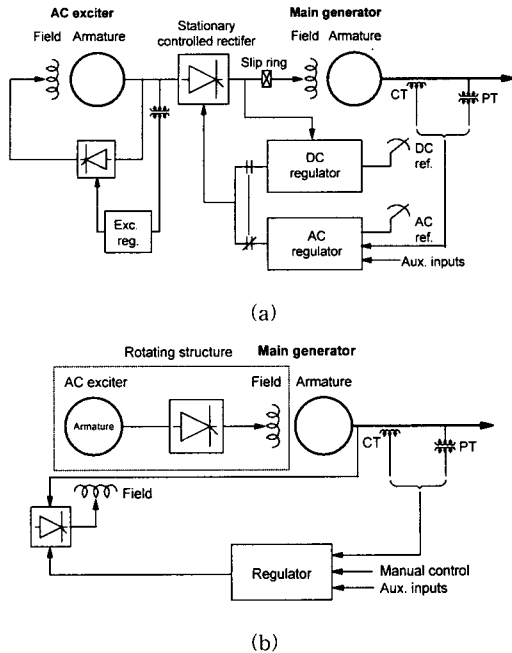 AC exciter
Field Armature
Stationary
controlled rectifer
Main generator
Field Armature
Slip ring
CT
PT
DC
regulator
DC
ref.
Exc.
reg.
AC
regulator
AC
ref.
Aux. inputs
(a)
Rotating structure
Main generator
AC exciter
Field
Armature
Armature
CT
PT
Field
Regulator
Manual control
Aux. inputs
(b)